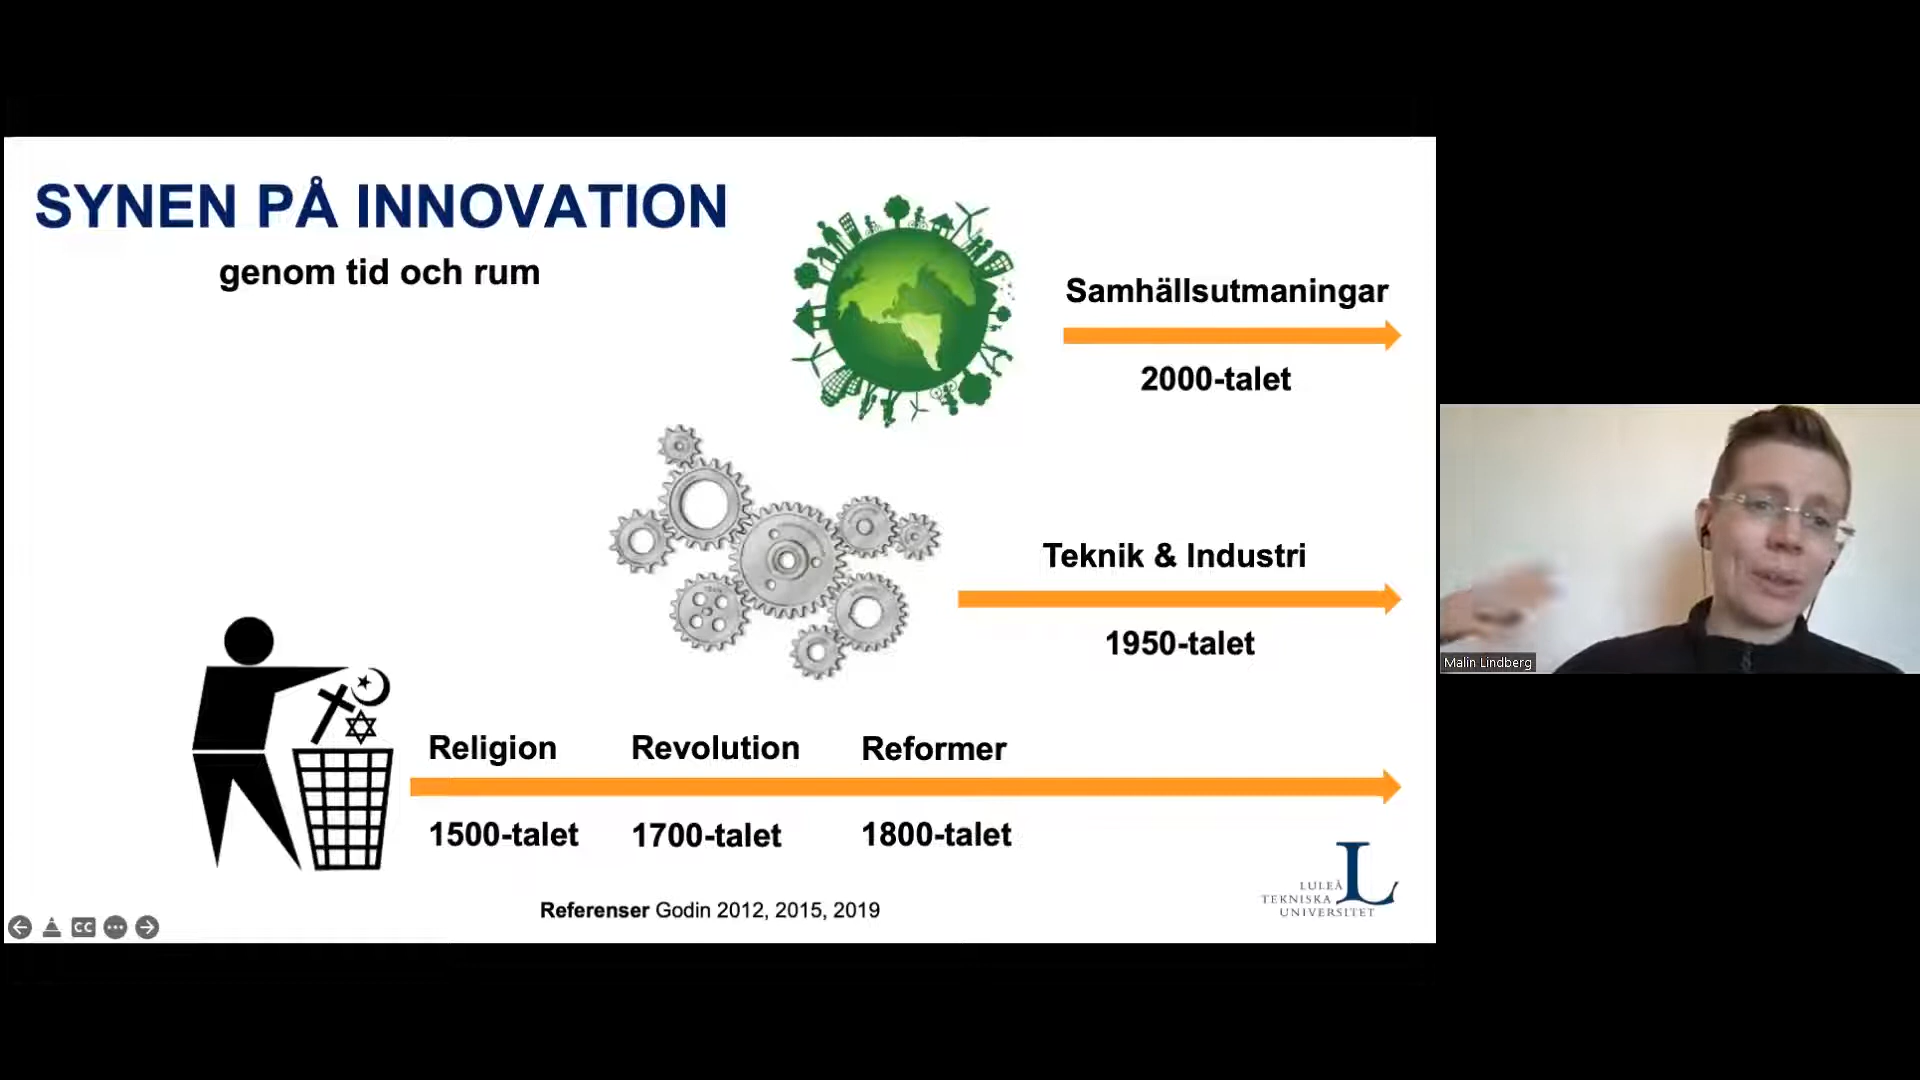 SYNEN PÅ INNOVATION
genom tid och rum
Samhällsutmaningar
2000-talet
Teknik & Industri
1950-talet
Religion
Revolution
Reformer
1500-talet
1700-talet
1800-talet
Referenser Godin 2012, 2015, 2019
LULEÅ
TEKNISKA
UNIVERSITET
L
CC
Malin Lindberg